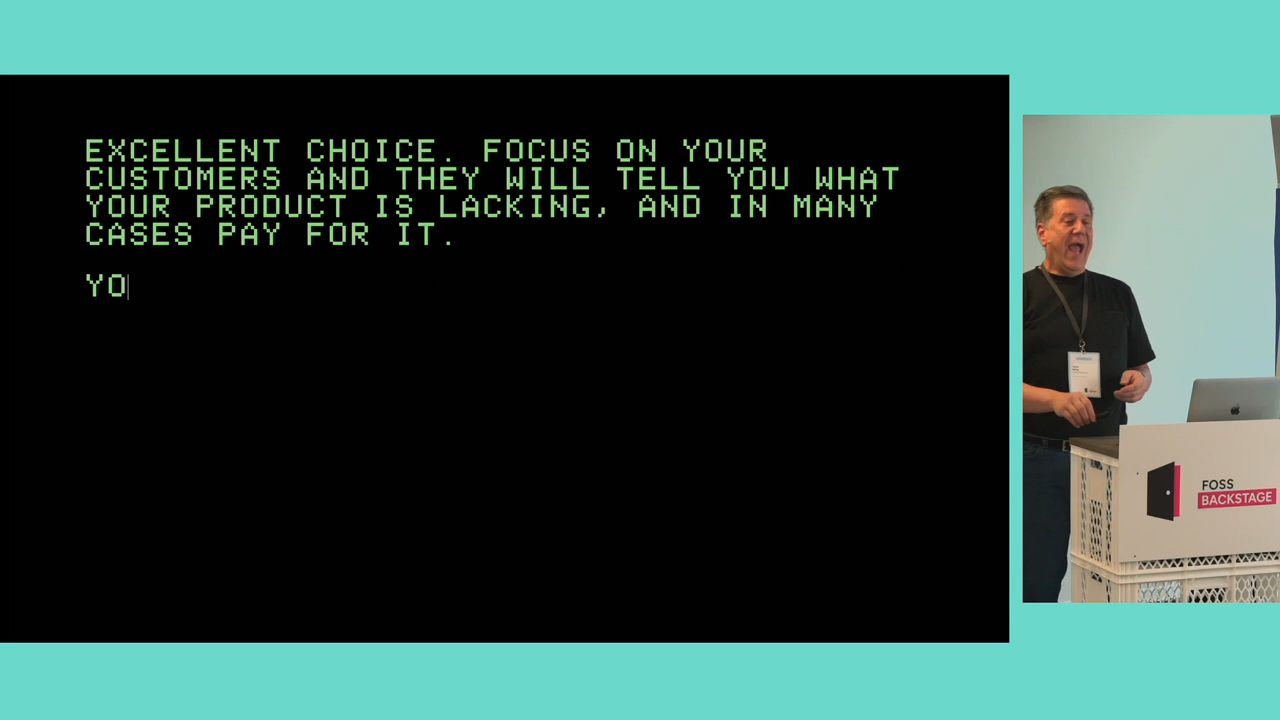 EXCELLENT CHOICE. FOCUS ON YOUR
CUSTOMERS AND THEY WILL TELL YOU WHAT
YOUR PRODUCT IS LACKING, AND IN MANY
CASES PAY FOR IT.
YO
FOSS
BACKSTAGE